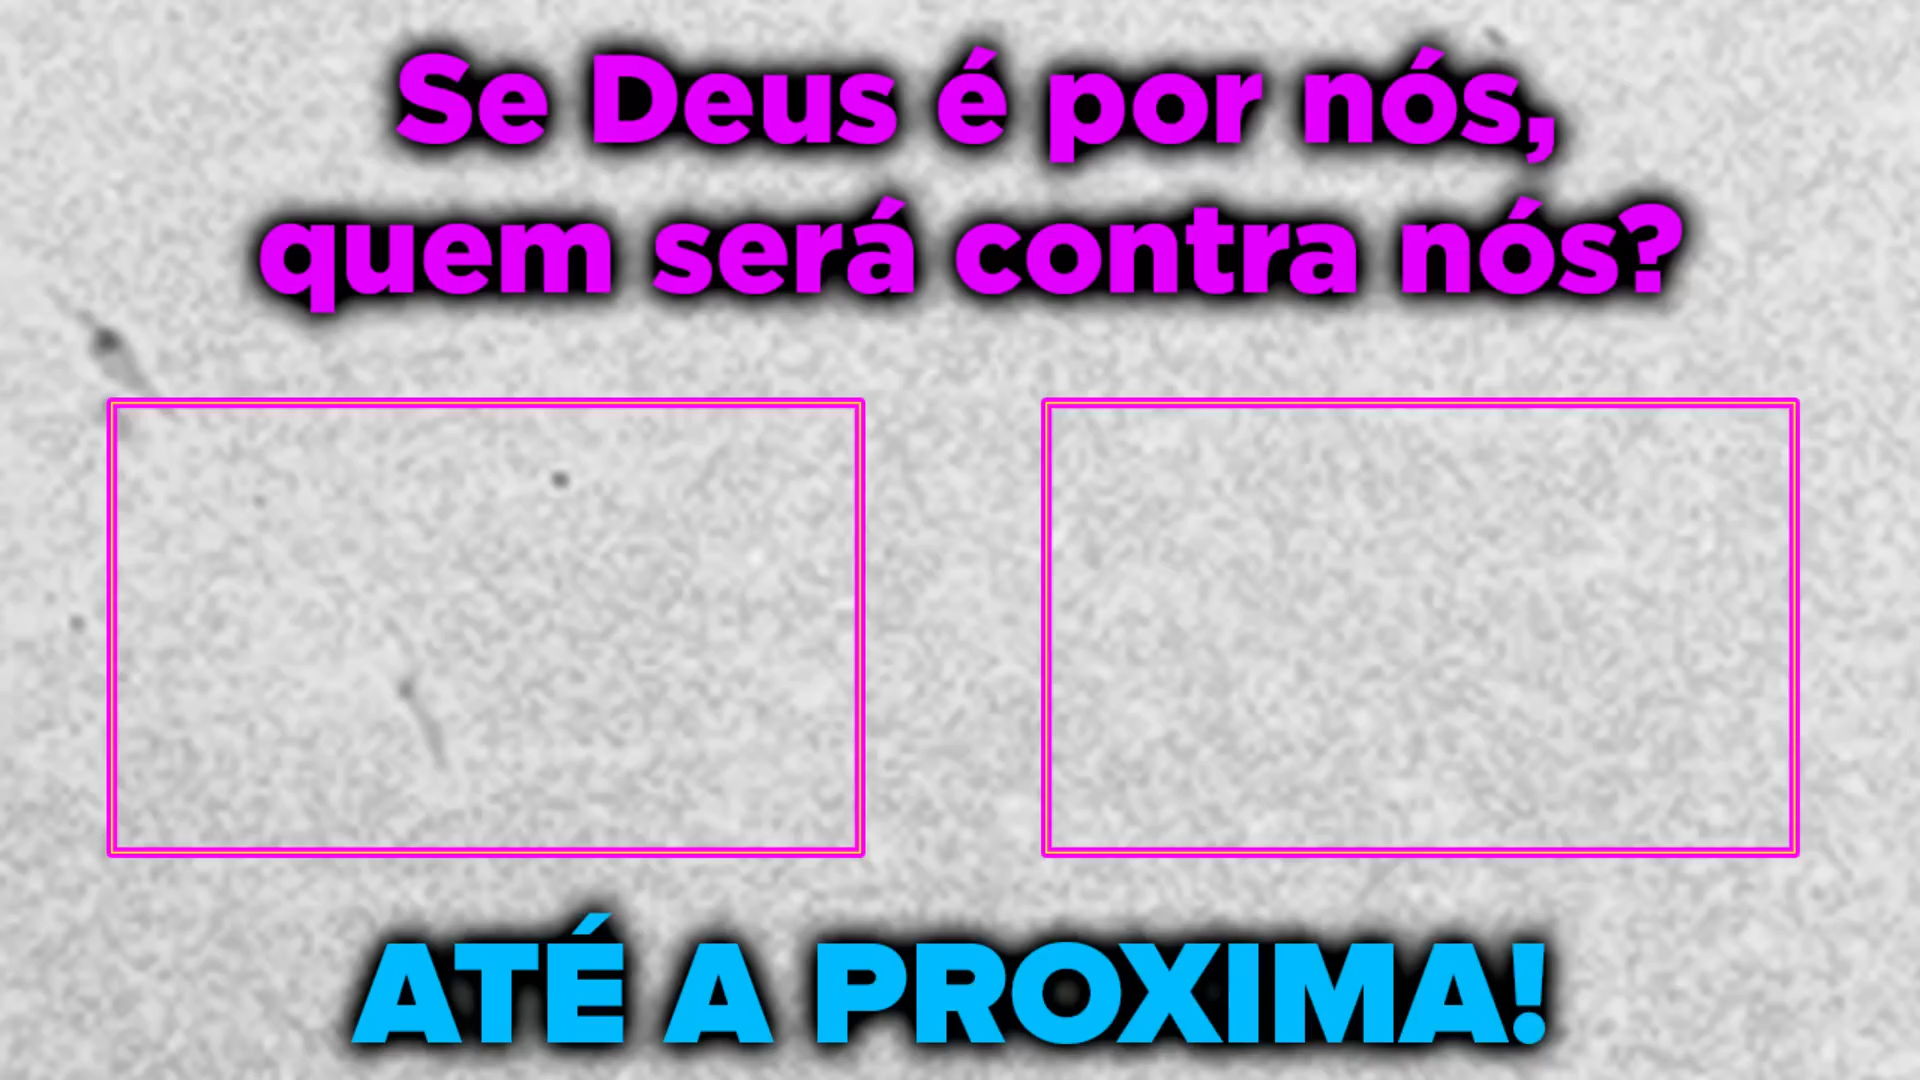 Se Deus é por nós,
quem será contra nós?
ATÉ A PROXIMA!